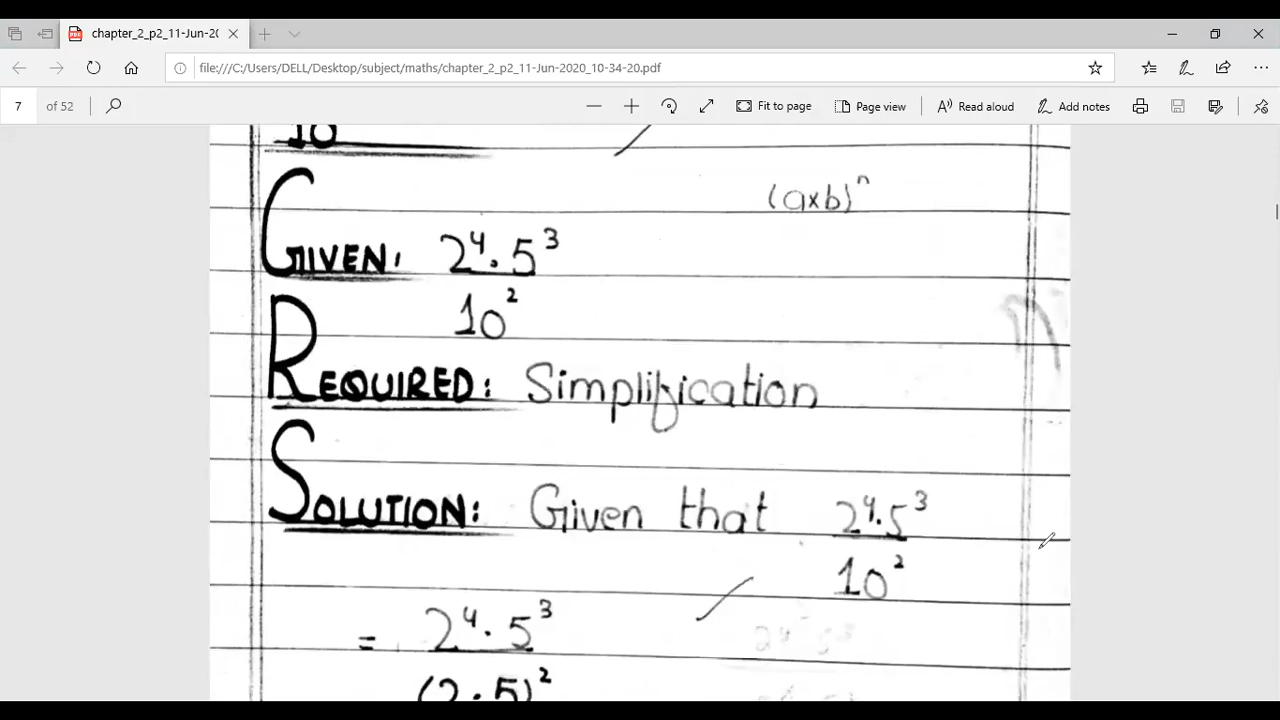 chapter_2_p2_11-Jun-20
file:///C:/Users/DELL/Desktop/subject/maths/chapter_2_p2_11-Jun-2020_10-34-20.pdf
7 of 52 Fit to page Page view Read aloud Add notes
10
(a×b)ⁿ
GIVEN: 2⁴·5³
10²
REQUIRED: Simplification
SOLUTION: Given that 2⁴·5³
10²
= 2⁴·5³
(2·5)²